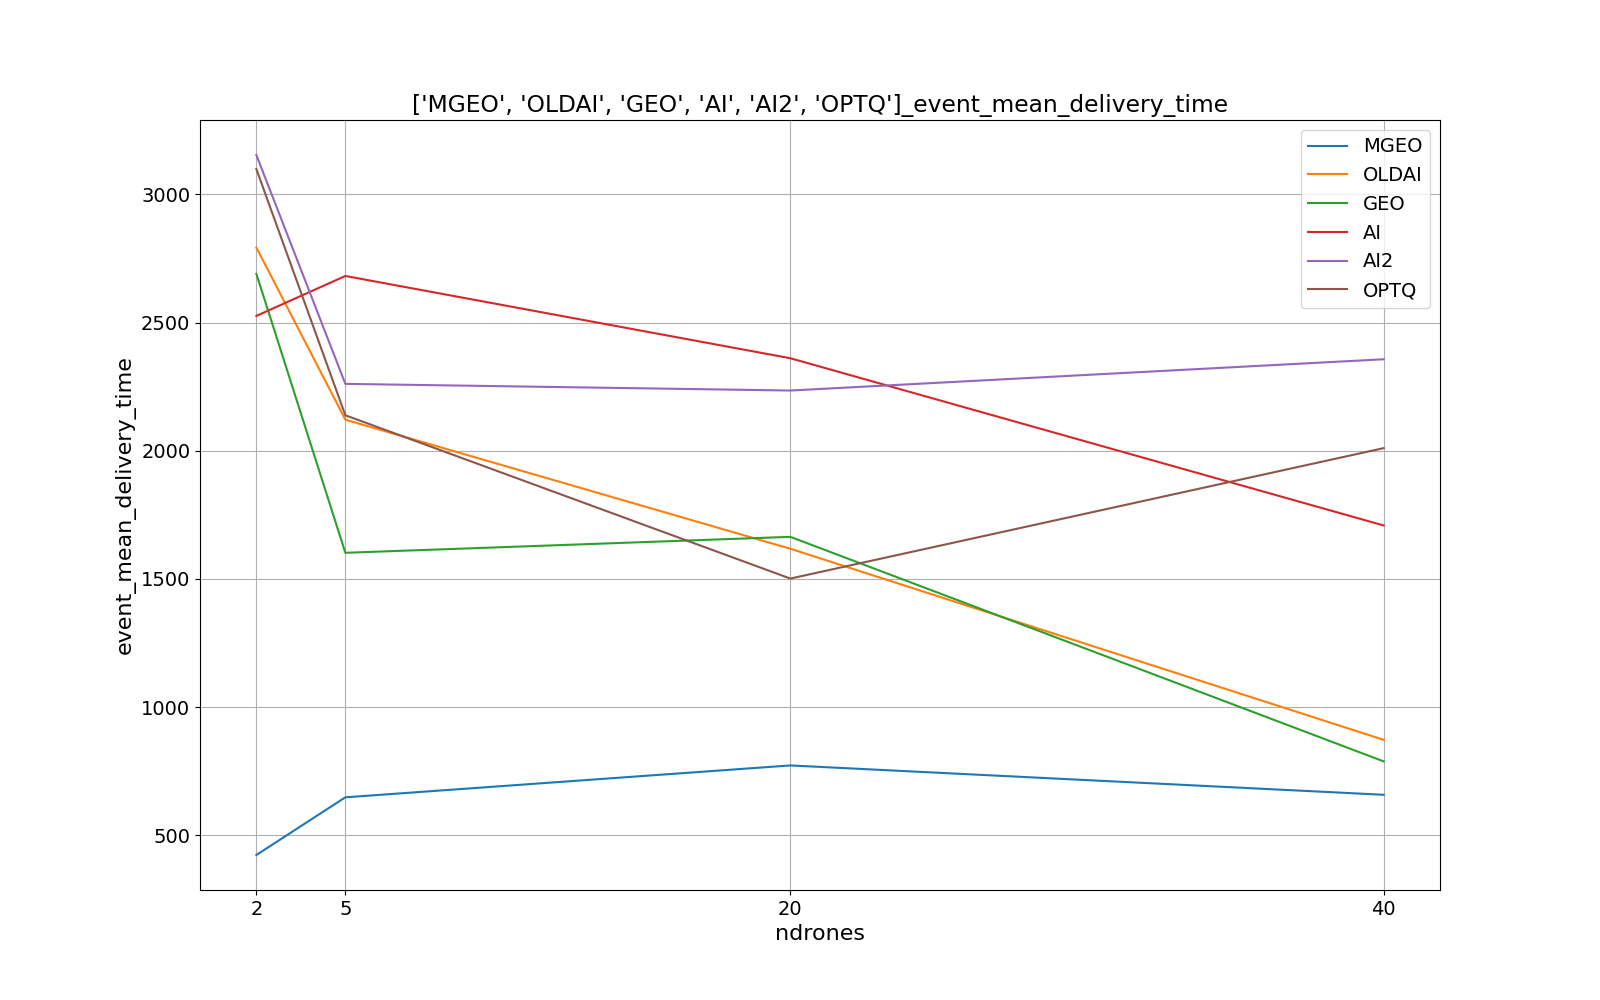 ['MGEO', 'OLDAI', 'GEO', 'AI', 'AI2', 'OPTQ']_event_mean_delivery_time
MGEO
OLDAI
GEO
AI
AI2
OPTQ
event_mean_delivery_time
3000
2500
2000
1500
1000
500
2 5 20 40
ndrones